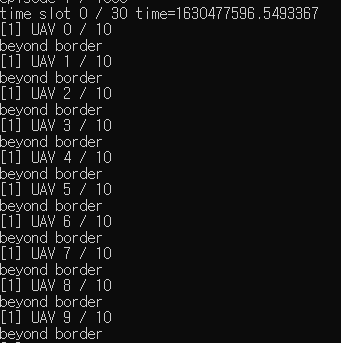 time slot 0 / 30 time=1630477596.5493367
[1] UAV 0 / 10
beyond border
[1] UAV 1 / 10
beyond border
[1] UAV 2 / 10
beyond border
[1] UAV 3 / 10
beyond border
[1] UAV 4 / 10
beyond border
[1] UAV 5 / 10
beyond border
[1] UAV 6 / 10
beyond border
[1] UAV 7 / 10
beyond border
[1] UAV 8 / 10
beyond border
[1] UAV 9 / 10
beyond border